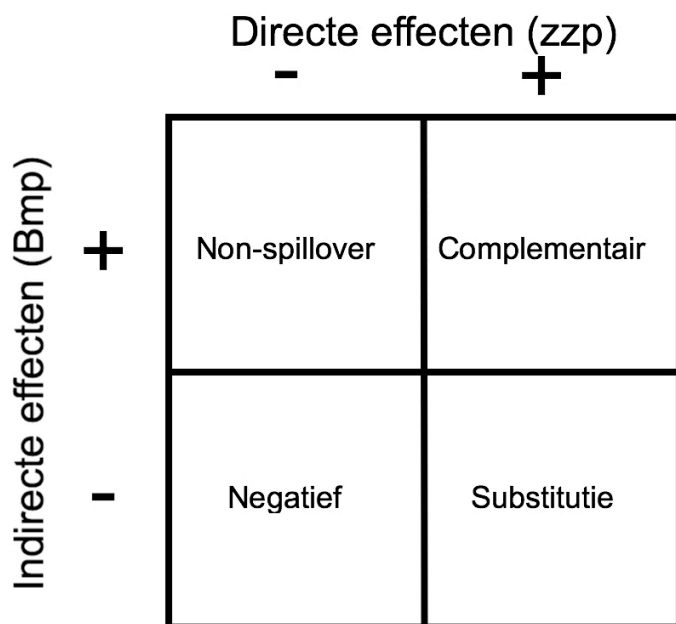 Directe effecten (zzp)
- +
Indirecte effecten (Bmp)
+
Non-spillover Complementair
-
Negatief Substitutie